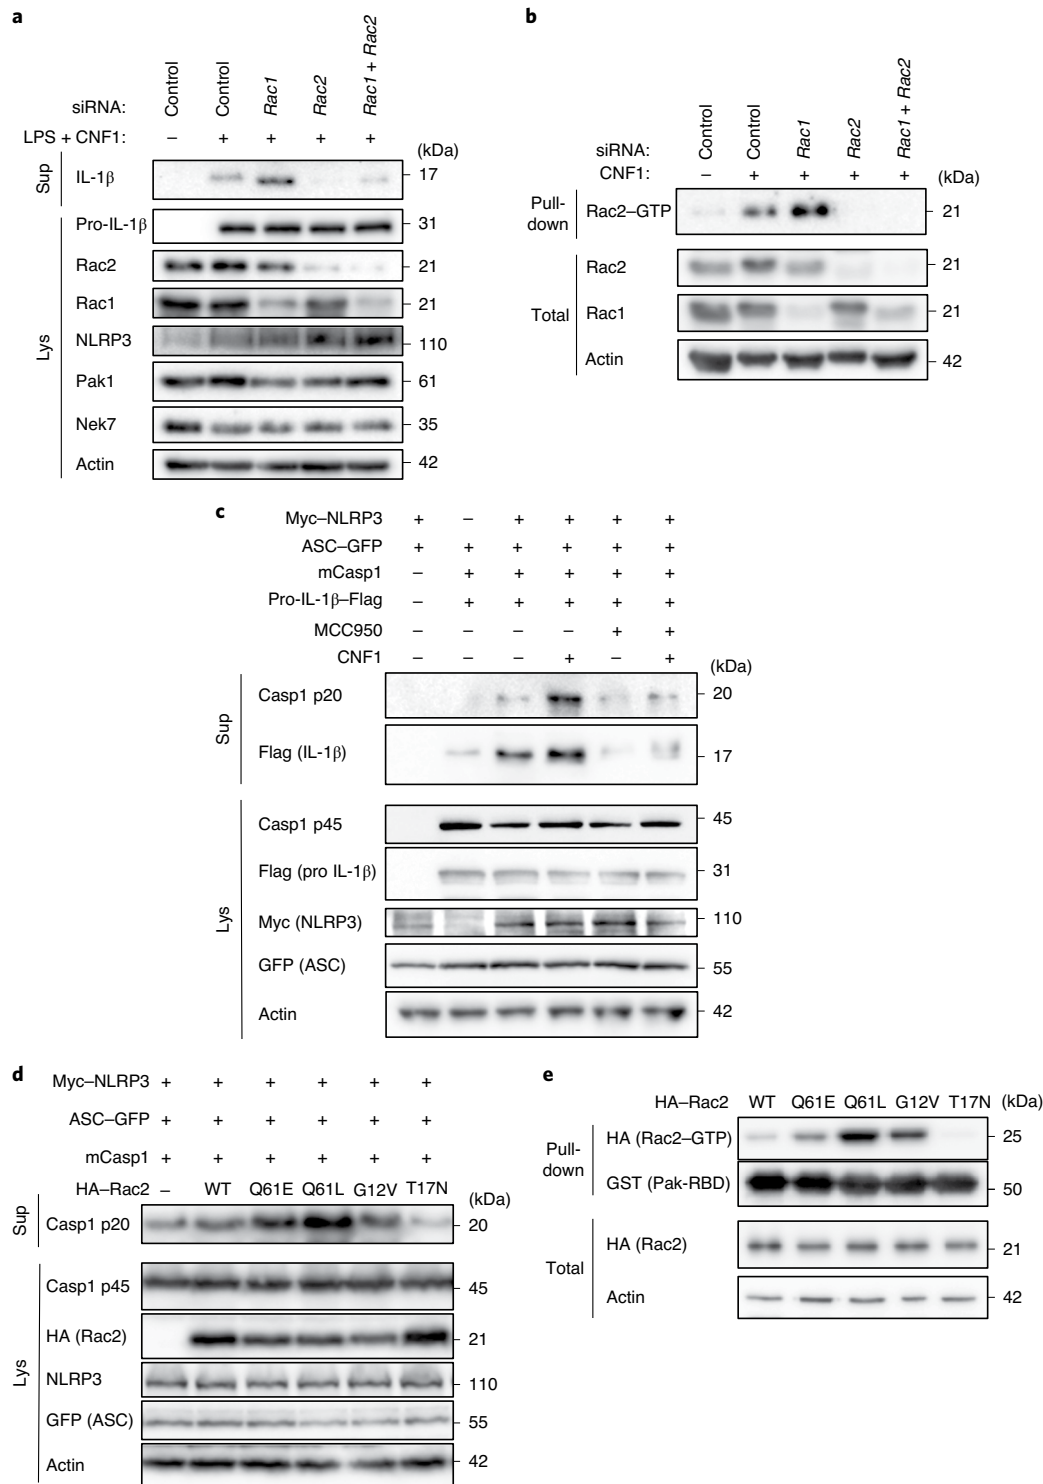 a
siRNA: Control Control Rac1 Rac2 Rac1 + Rac2
LPS + CNF1: – + + + +
(kDa)
Sup
IL-1β 17
Lys
Pro-IL-1β 31
Rac2 21
Rac1 21
NLRP3 110
Pak1 61
Nek7 35
Actin 42
b
siRNA: Control Control Rac1 Rac2 Rac1 + Rac2
CNF1: – + + + + (kDa)
Pull-
down
Rac2–GTP 21
Total
Rac2 21
Rac1 21
Actin 42
c
Myc–NLRP3 + – + + + +
ASC–GFP + + + + + +
mCasp1 – + + + + +
Pro-IL-1β–Flag – + + + + +
MCC950 – – – – + +
CNF1 – – – + – +
(kDa)
Sup
Casp1 p20 20
Flag (IL-1β) 17
Lys
Casp1 p45 45
Flag (pro IL-1β) 31
Myc (NLRP3) 110
GFP (ASC) 55
Actin 42
d
Myc–NLRP3 + + + + + +
ASC–GFP + + + + + +
mCasp1 + + + + + +
HA–Rac2 – WT Q61E Q61L G12V T17N
(kDa)
Sup
Casp1 p20 20
Lys
Casp1 p45 45
HA (Rac2) 21
NLRP3 110
GFP (ASC) 55
Actin 42
e
HA–Rac2 WT Q61E Q61L G12V T17N (kDa)
Pull-
down
HA (Rac2–GTP) 25
GST (Pak-RBD) 50
Total
HA (Rac2) 21
Actin 42